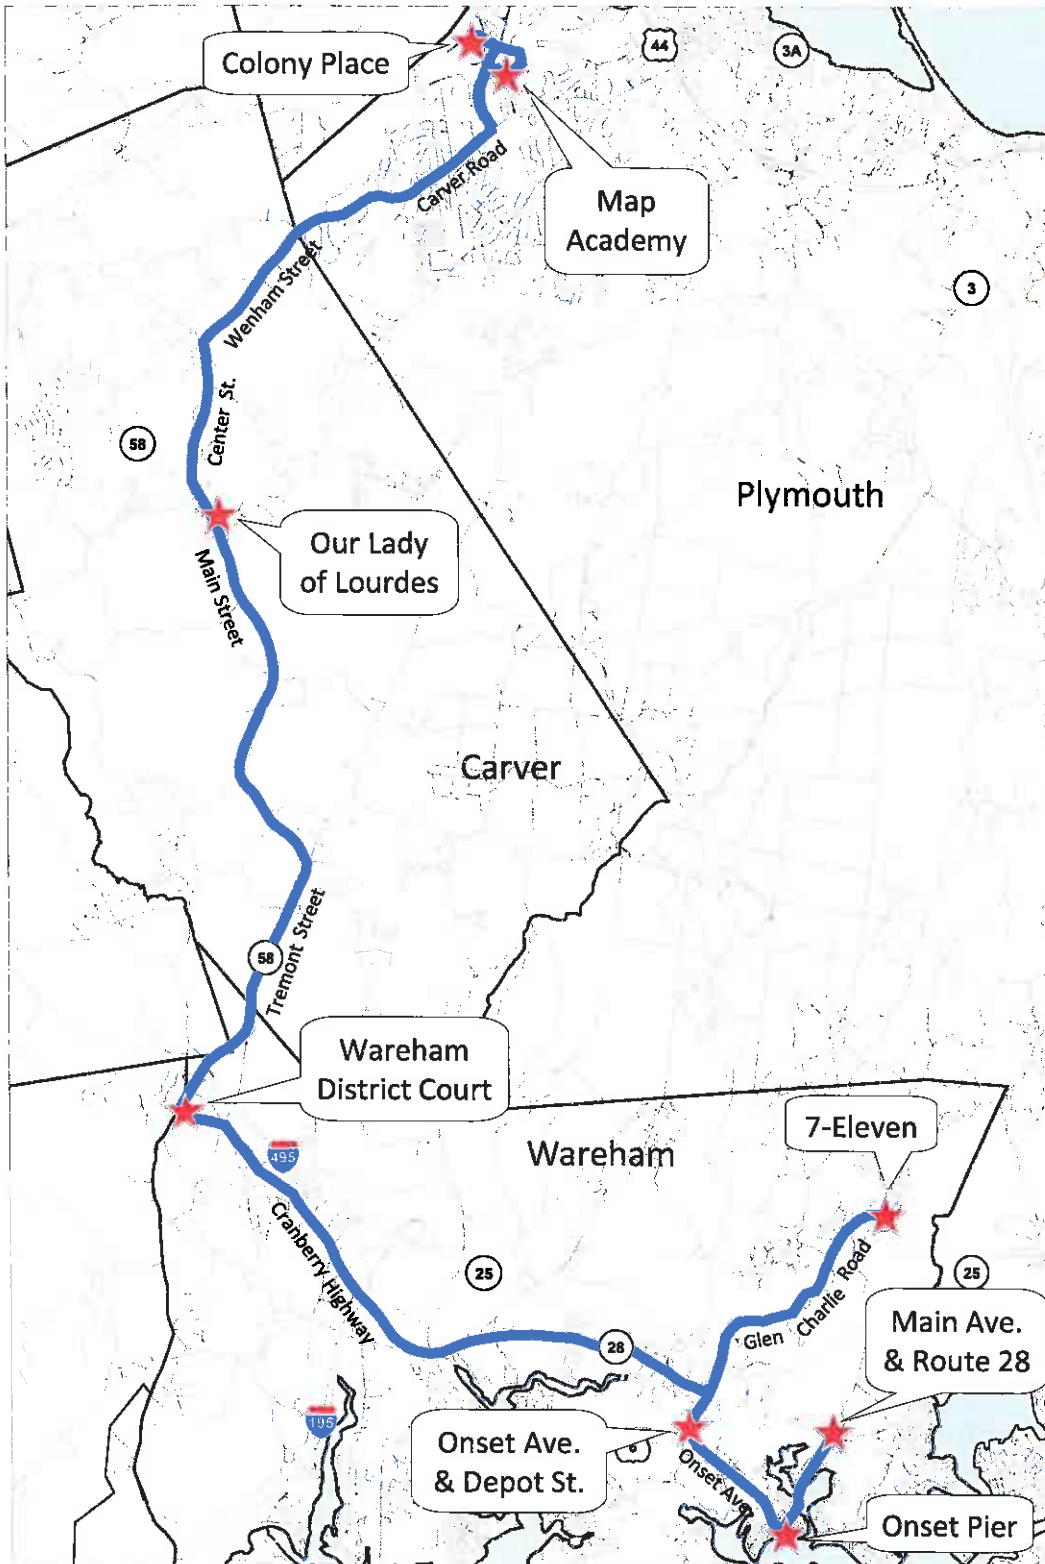 Colony Place
44
3A
Map
Academy
Carver Road
Wenham Street
3
Center St.
58
Plymouth
Our Lady
of Lourdes
Main Street
Carver
58
Tremont Street
Wareham
District Court
7-Eleven
495
Wareham
Cranberry Highway
25
25
Glen Charlie Road
Main Ave.
& Route 28
28
195
Onset Ave.
& Depot St.
6
Onset Ave
Onset Pier